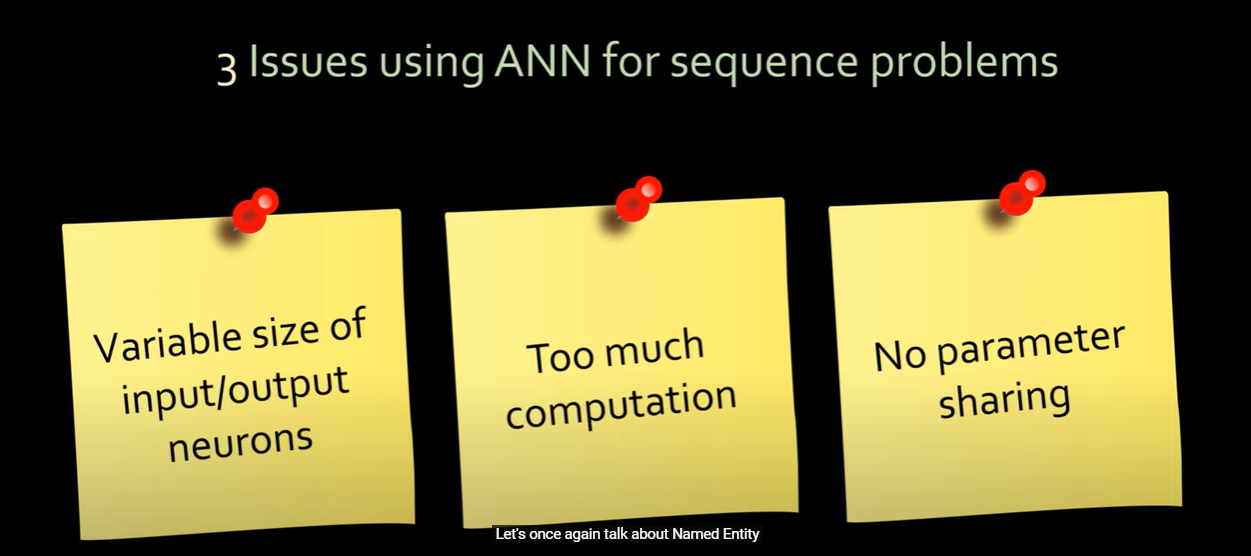 3 Issues using ANN for sequence problems
Variable size of
input/output
neurons
Too much
computation
No parameter
sharing
Let's once again talk about Named Entity